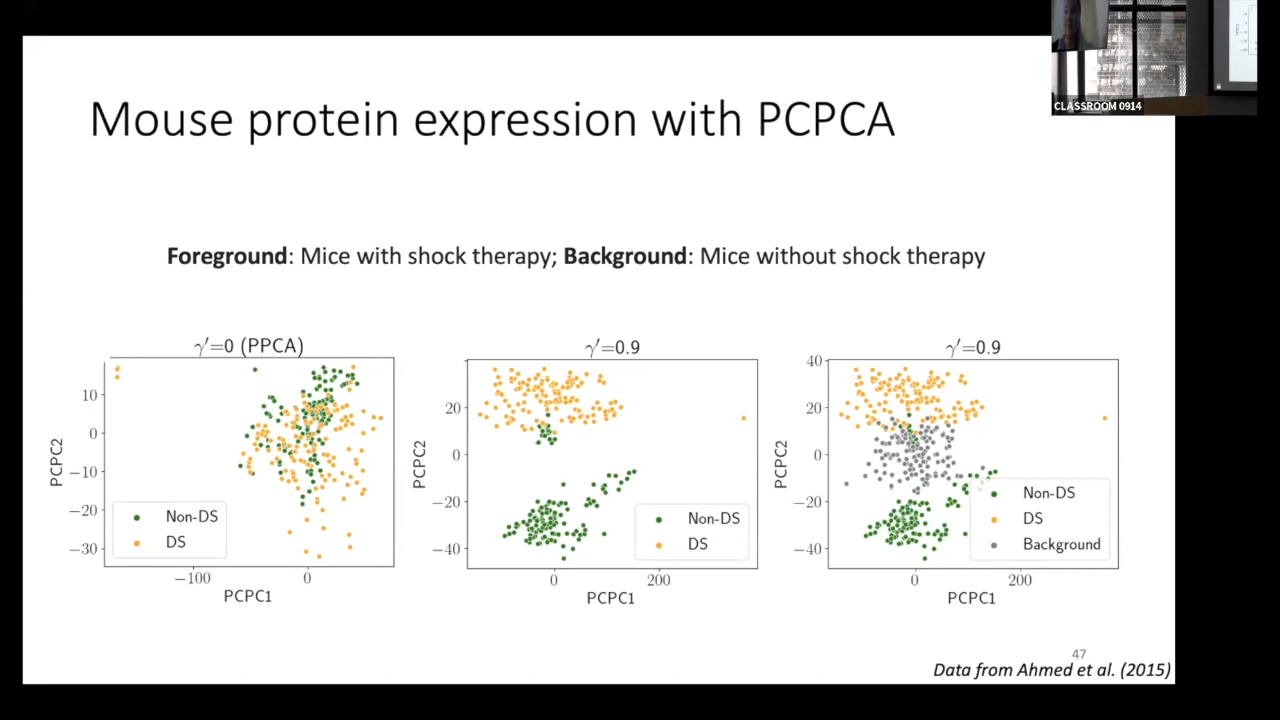 CLASSROOM 0914
Mouse protein expression with PCPCA
Foreground: Mice with shock therapy; Background: Mice without shock therapy
γ′=0 (PPCA)
10
0
−10
−20
−30
PCPC2
Non-DS
DS
−100
0
PCPC1
γ′=0.9
20
0
−20
−40
PCPC2
Non-DS
DS
0
200
PCPC1
γ′=0.9
40
20
0
−20
−40
PCPC2
Non-DS
DS
Background
0
200
PCPC1
47
Data from Ahmed et al. (2015)